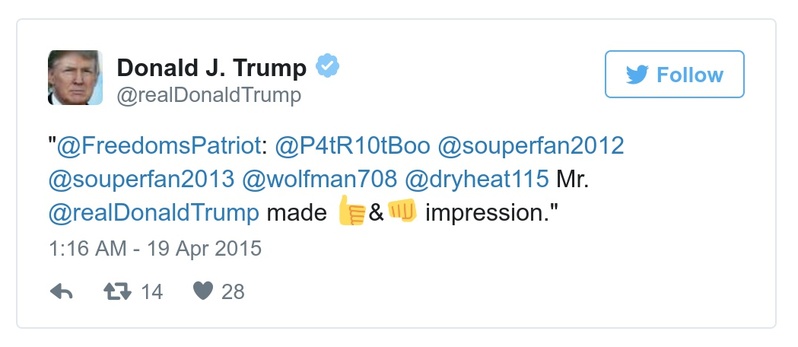 Donald J. Trump
@realDonaldTrump
Follow
"@FreedomsPatriot: @P4tR10tBoo @souperfan2012
@souperfan2013 @wolfman708 @dryheat115 Mr.
@realDonaldTrump made 👍&👊 impression."
1:16 AM - 19 Apr 2015
14 28